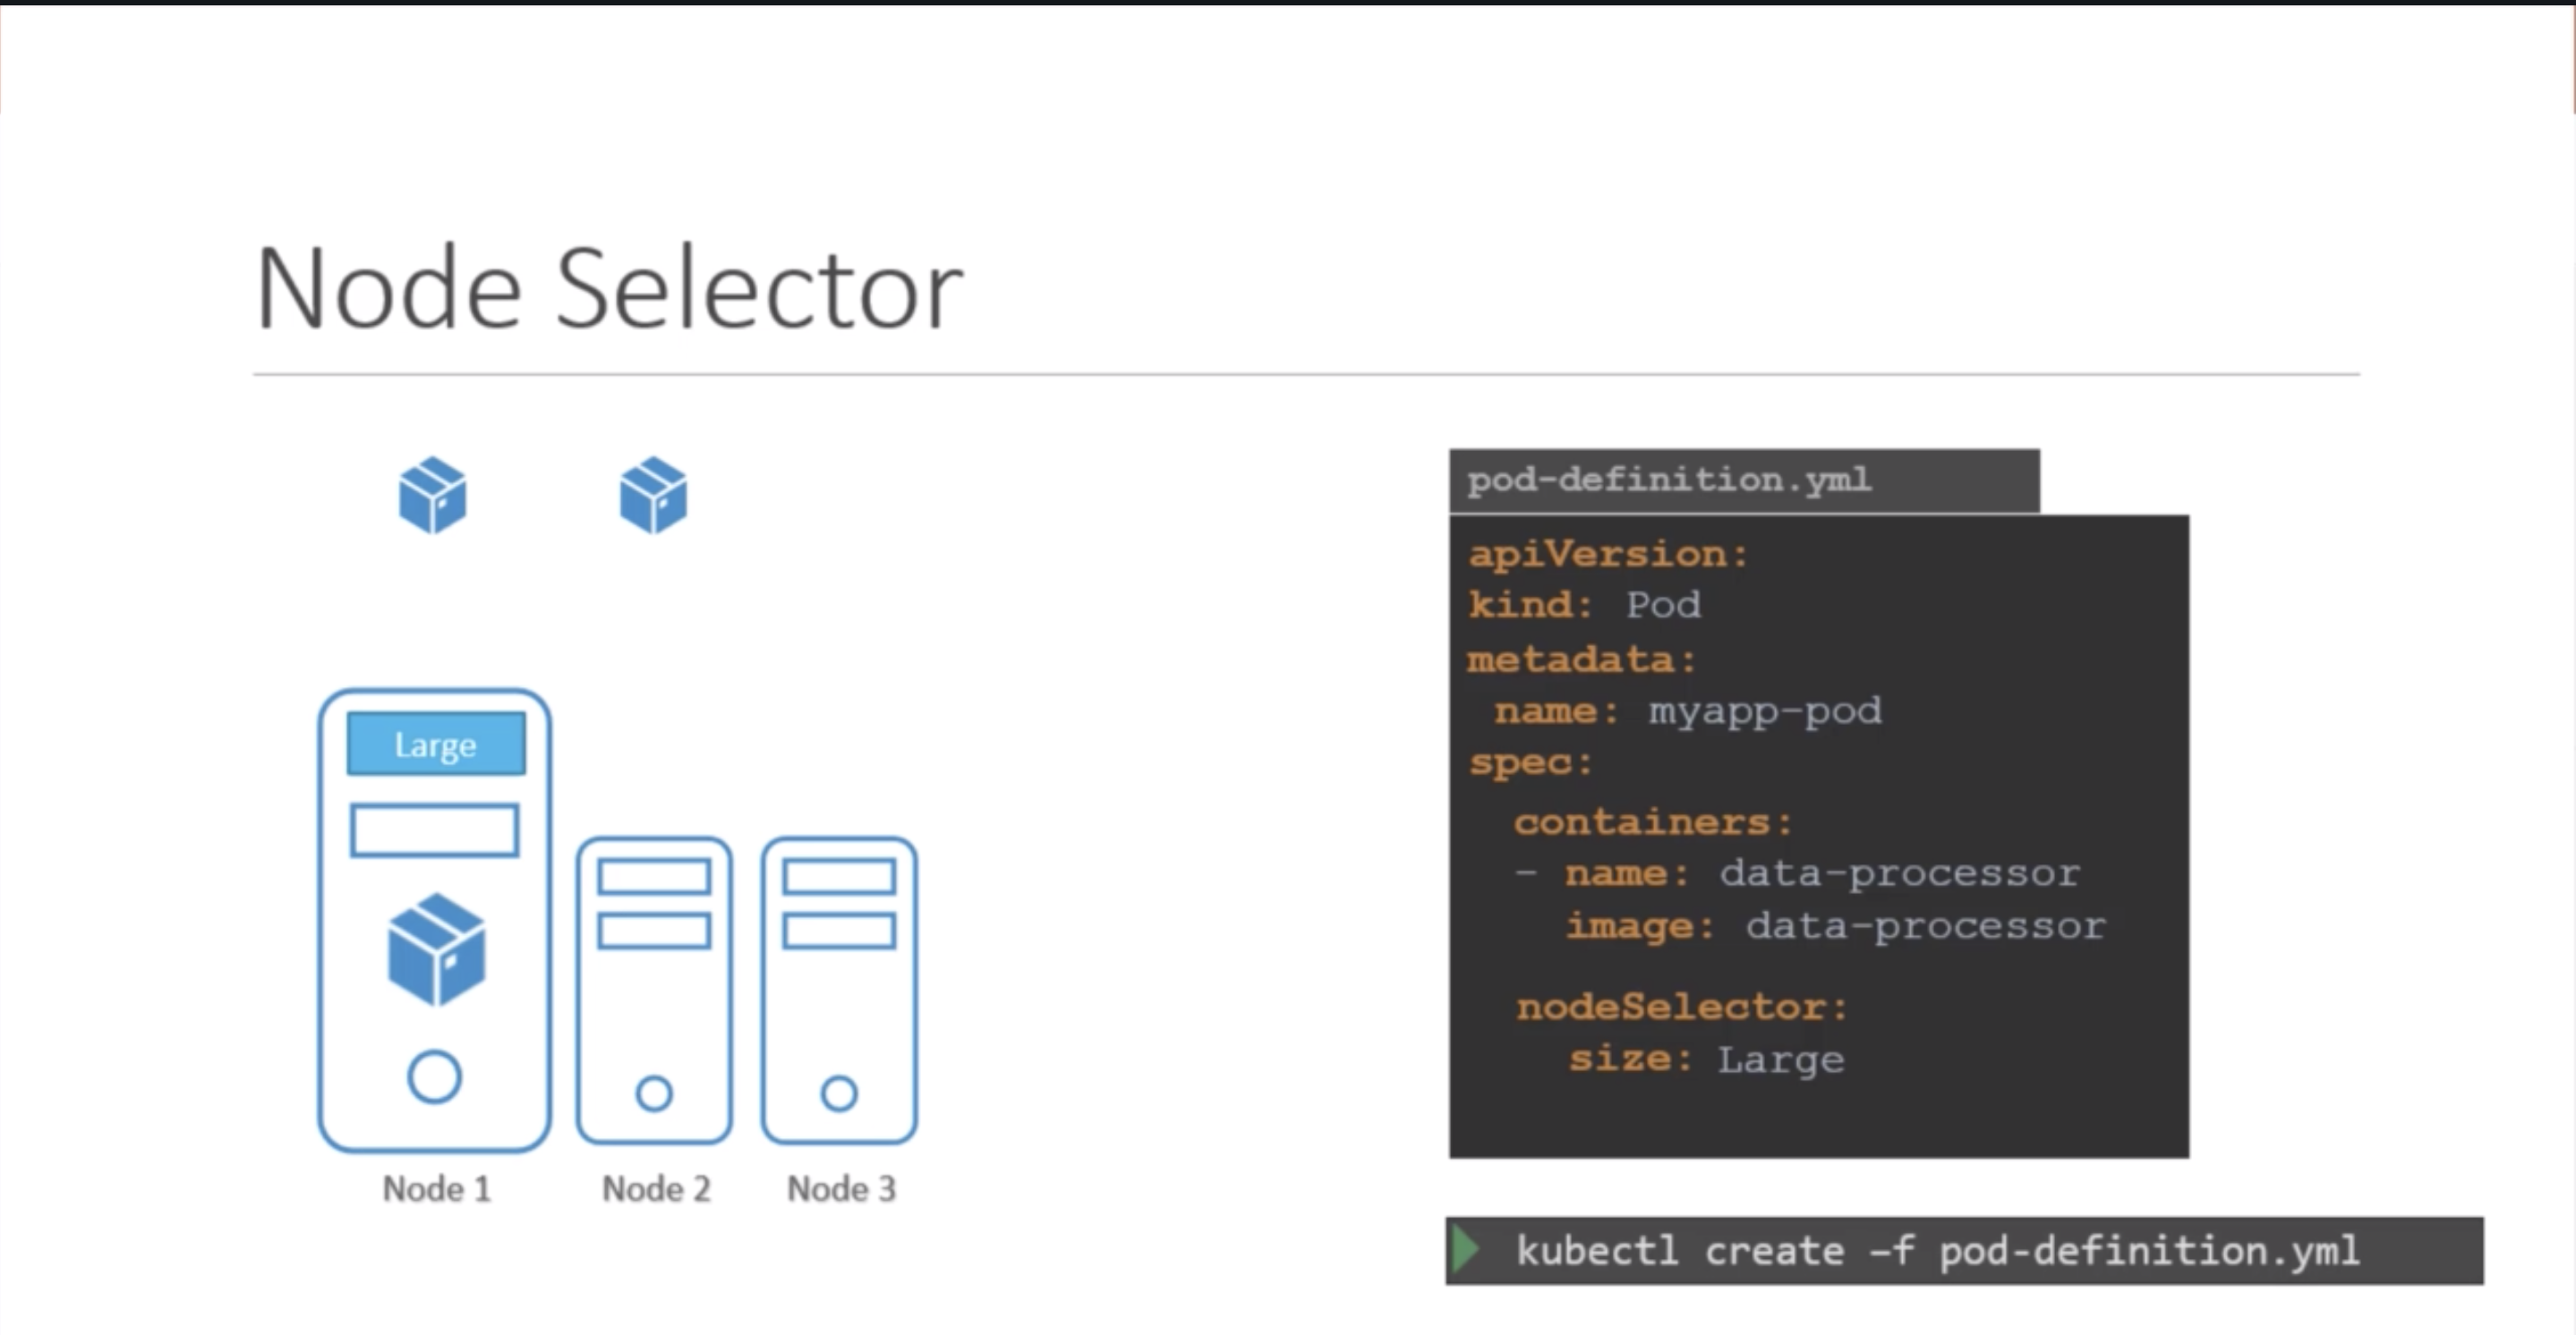 Node Selector
Large
Node 1
Node 2
Node 3
pod-definition.yml
apiVersion:
kind: Pod
metadata:
 name: myapp-pod
spec:
  containers:
  - name: data-processor
    image: data-processor
  nodeSelector:
    size: Large
kubectl create –f pod-definition.yml